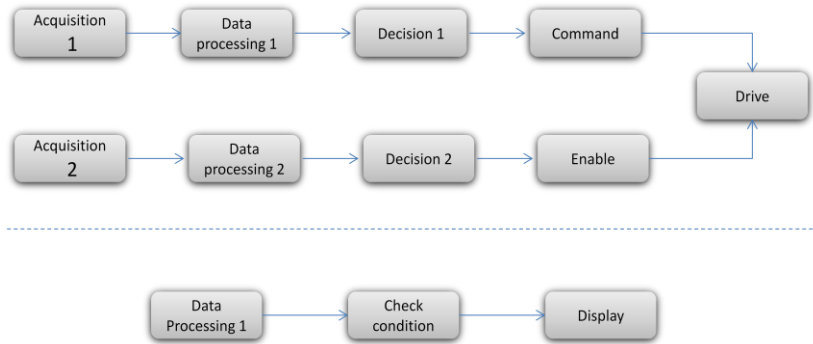 Acquisition
1
Data
processing 1
Decision 1
Command
Drive
Acquisition
2
Data
processing 2
Decision 2
Enable
Data
Processing 1
Check
condition
Display